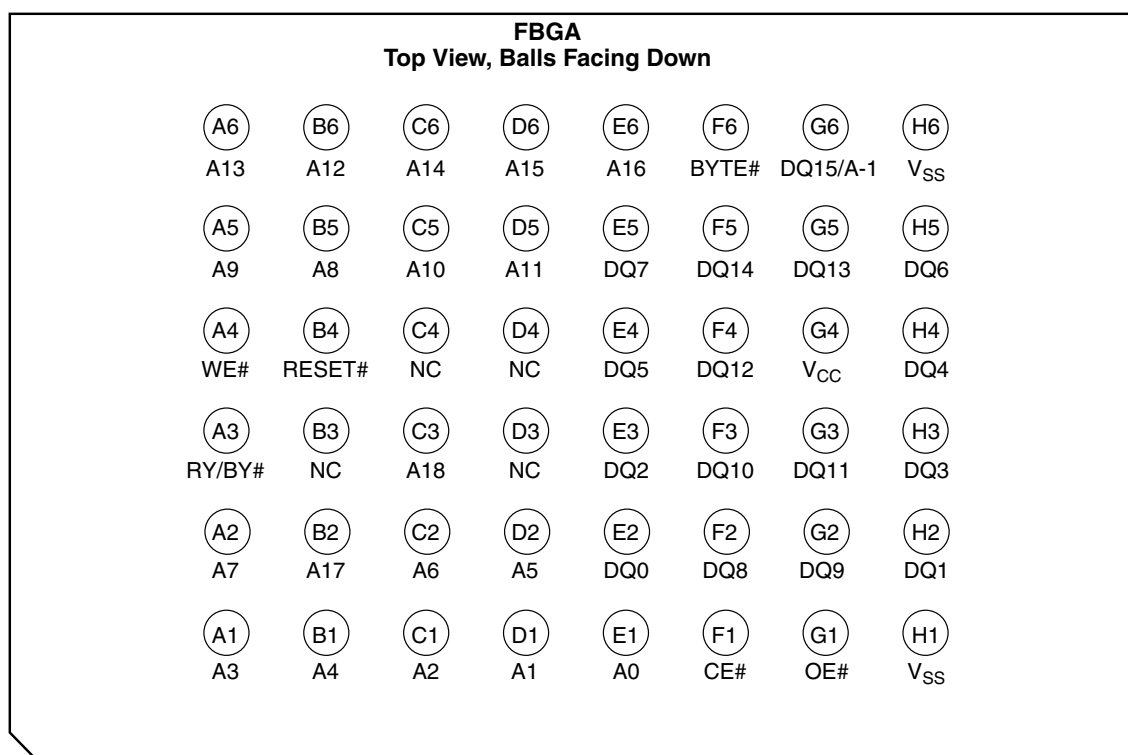 FBGA
Top View, Balls Facing Down
A6 B6 C6 D6 E6 F6 G6 H6
A13 A12 A14 A15 A16 BYTE# DQ15/A-1 VSS
A5 B5 C5 D5 E5 F5 G5 H5
A9 A8 A10 A11 DQ7 DQ14 DQ13 DQ6
A4 B4 C4 D4 E4 F4 G4 H4
WE# RESET# NC NC DQ5 DQ12 VCC DQ4
A3 B3 C3 D3 E3 F3 G3 H3
RY/BY# NC A18 NC DQ2 DQ10 DQ11 DQ3
A2 B2 C2 D2 E2 F2 G2 H2
A7 A17 A6 A5 DQ0 DQ8 DQ9 DQ1
A1 B1 C1 D1 E1 F1 G1 H1
A3 A4 A2 A1 A0 CE# OE# VSS